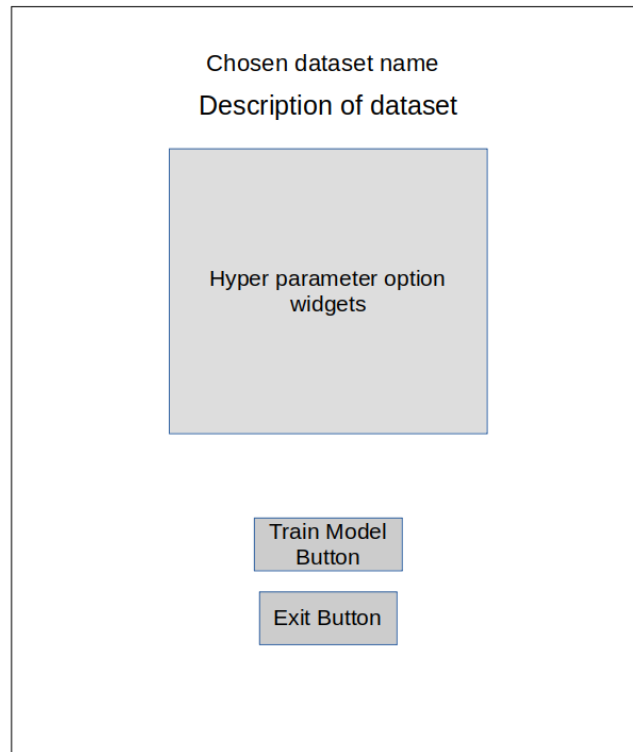 Chosen dataset name
Description of dataset
Hyper parameter option
widgets
Train Model
Button
Exit Button